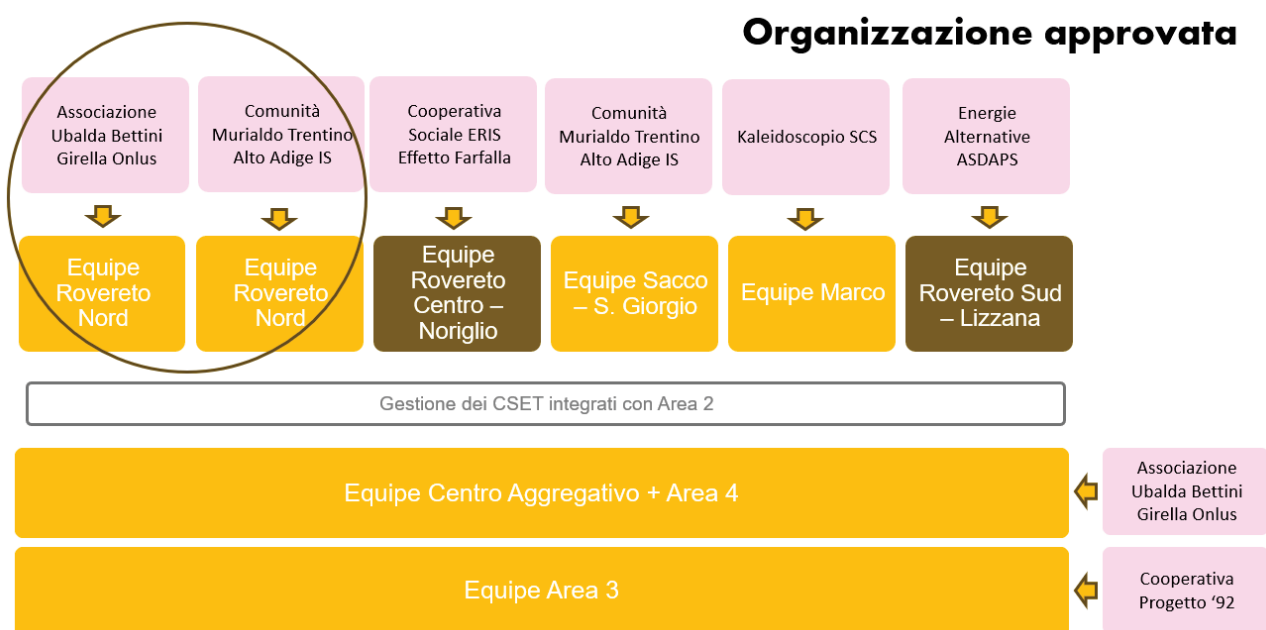 Organizzazione approvata
Associazione
Ubalda Bettini
Girella Onlus
Comunità
Murialdo Trentino
Alto Adige IS
Cooperativa
Sociale ERIS
Effetto Farfalla
Comunità
Murialdo Trentino
Alto Adige IS
Kaleidoscopio SCS
Energie
Alternative
ASDAPS
Equipe
Rovereto
Nord
Equipe
Rovereto
Nord
Equipe
Rovereto
Centro –
Noriglio
Equipe Sacco
– S. Giorgio
Equipe Marco
Equipe
Rovereto Sud
– Lizzana
Gestione dei CSET integrati con Area 2
Equipe Centro Aggregativo + Area 4
Associazione
Ubalda Bettini
Girella Onlus
Equipe Area 3
Cooperativa
Progetto ‘92